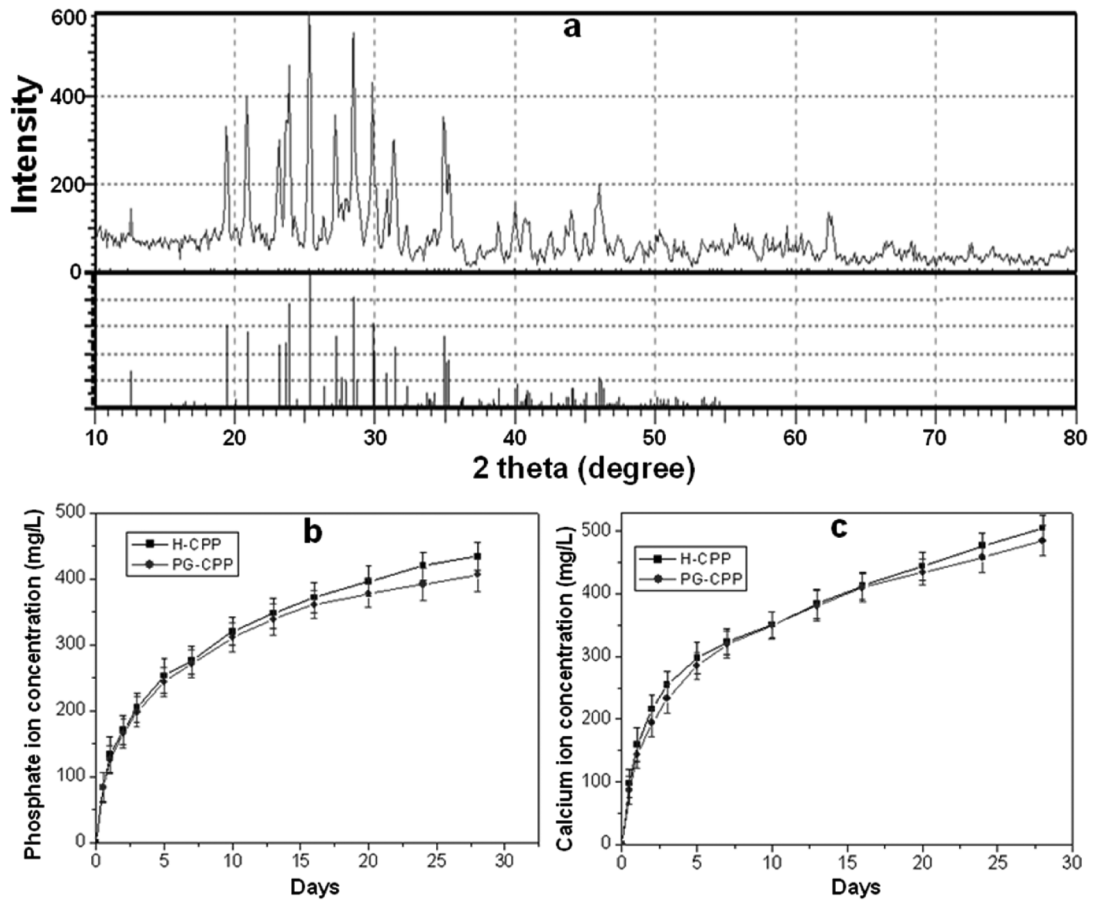 a
Intensity
600
400
200
0
10 20 30 40 50 60 70 80
2 theta (degree)
b
Phosphate ion concentration (mg/L)
500
400
300
200
100
0
H-CPP
PG-CPP
0 5 10 15 20 25 30
Days
c
Calcium ion concentration (mg/L)
500
400
300
200
100
0
H-CPP
PG-CPP
0 5 10 15 20 25 30
Days